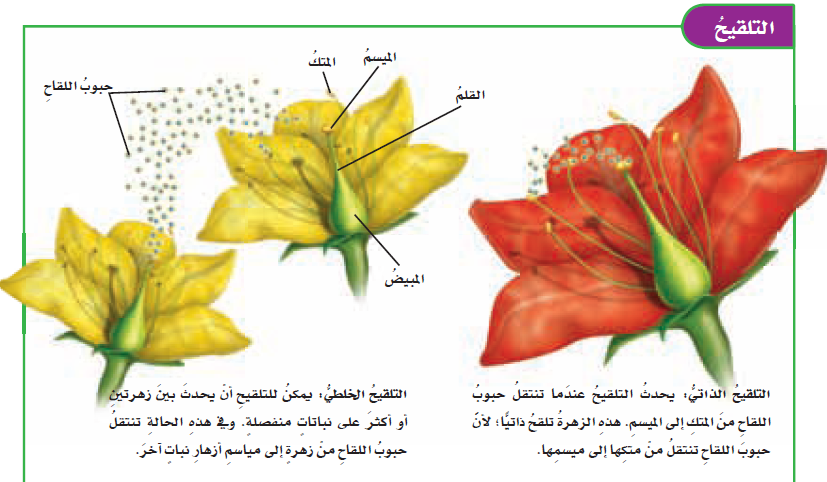 التلقيحُ
الميسمُ
المتكُ
حبوبُ اللقاحِ
القلمُ
المبيضُ
التلقيحُ الذاتيُّ: يحدثُ التلقيحُ عندَما تنتقلُ حبوبُ
اللقاحِ منَ المتكِ إلى الميسمِ. هذهِ الزهرةُ تلقحُ ذاتيًّا؛ لأنَّ
حبوبَ اللقاحِ تنتقلُ منْ متكِها إلى ميسمِها.
التلقيحُ الخلطيُّ: يمكنُ للتلقيحِ أنْ يحدثَ بينَ زهرتينِ
أو أكثرَ على نباتاتٍ منفصلةٍ. وفي هذهِ الحالةِ تنتقلُ
حبوبُ اللقاحِ منْ زهرةٍ إلى مياسمِ أزهارِ نباتٍ آخرَ.